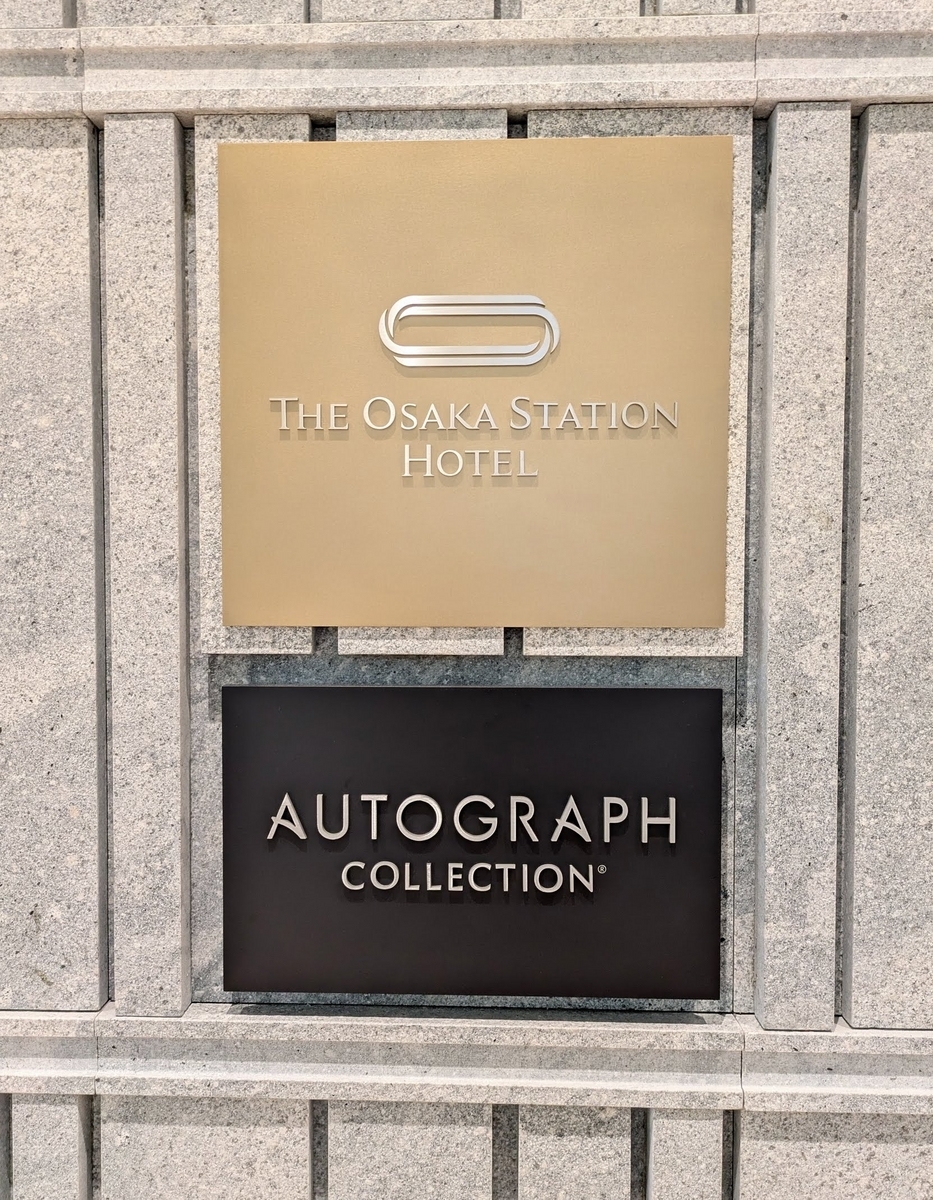 The Osaka Station
Hotel
AUTOGRAPH
COLLECTION®